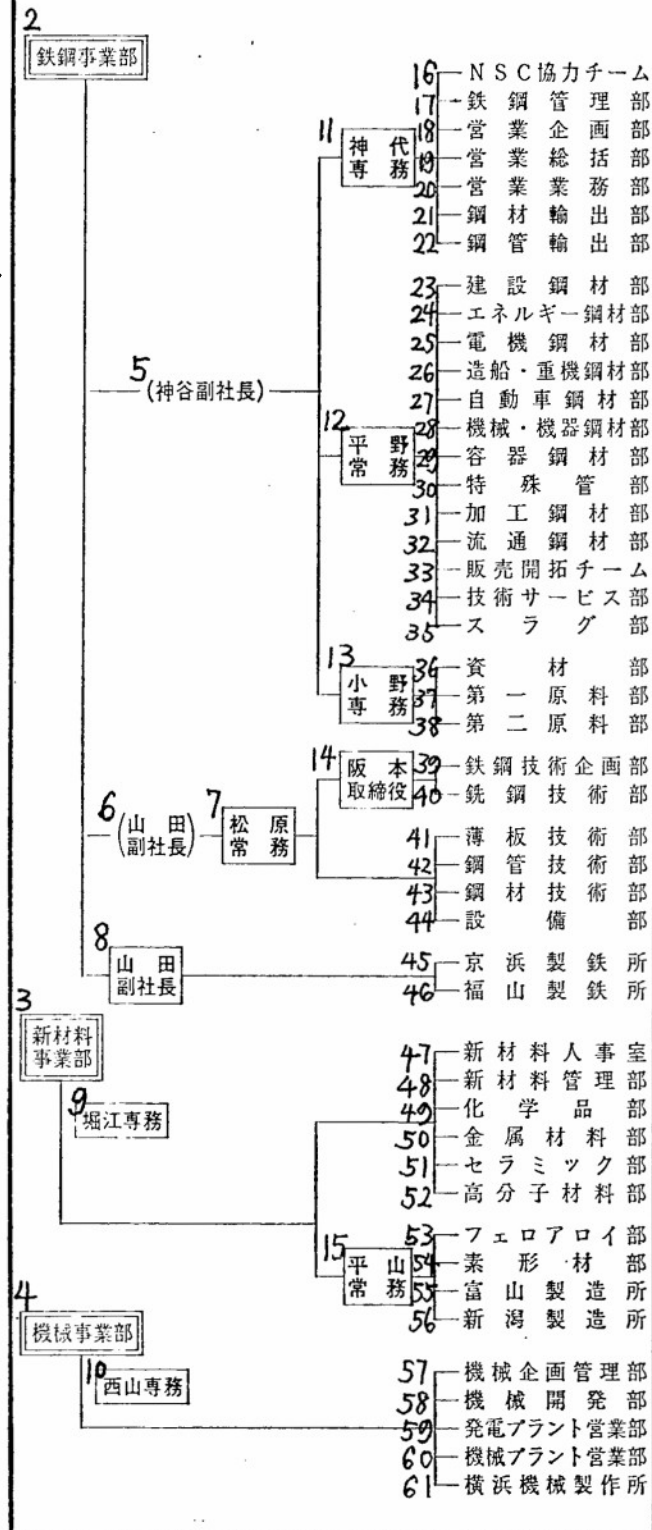 2
鉄鋼事業部
16 NSC協力チーム
17 鉄鋼管理部
11 神代専務
18 営業企画部
19 営業総括部
20 営業業務部
21 鋼材輸出部
22 鋼管輸出部
23 建設鋼材部
24 エネルギー鋼材部
25 電機鋼材部
5 (神谷副社長)
26 造船・重機鋼材部
27 自動車鋼材部
12 平野常務
28 機械・機器鋼材部
29 容器鋼材部
30 特殊管部
31 加工鋼材部
32 流通鋼材部
33 販売開拓チーム
34 技術サービス部
35 スラグ部
13 小野専務
36 資材部
37 第一原料部
38 第二原料部
14 阪本取締役
39 鉄鋼技術企画部
40 銑鋼技術部
6 (山田副社長)
7 松原常務
41 薄板技術部
42 鋼管技術部
43 鋼材技術部
44 設備部
8 山田副社長
45 京浜製鉄所
46 福山製鉄所
3
新材料事業部
47 新材料人事室
48 新材料管理部
9 堀江専務
49 化学品部
50 金属材料部
51 セラミック部
52 高分子材料部
53 フェロアロイ部
15 平山常務
54 素形材部
55 富山製造所
56 新潟製造所
4
機械事業部
10 西山専務
57 機械企画管理部
58 機械開発部
59 発電プラント営業部
60 機械プラント営業部
61 横浜機械製作所